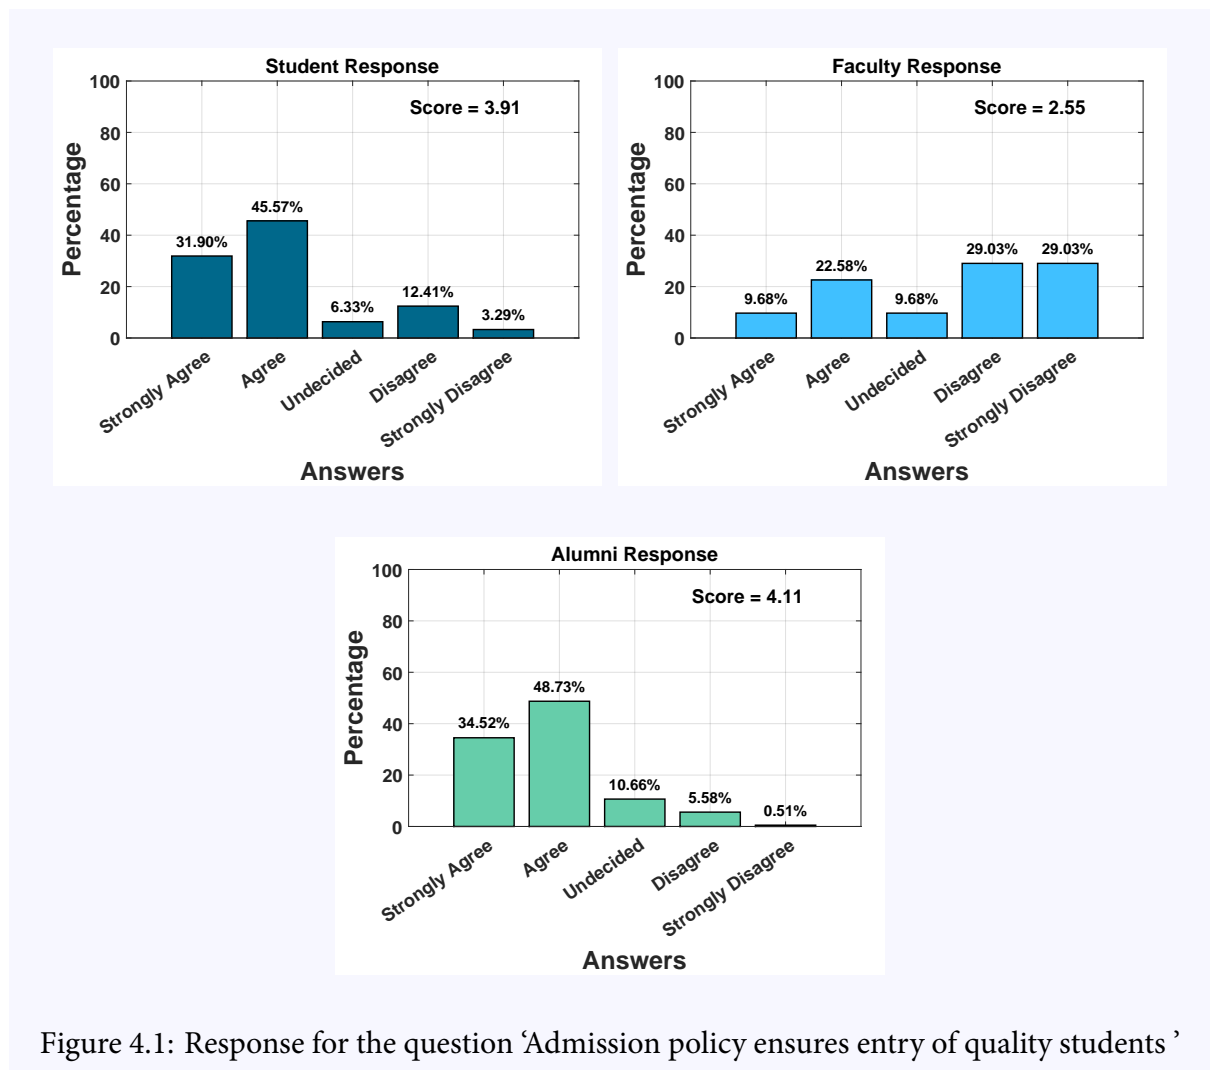 Student Response
Score = 3.91
Percentage
100
80
60
40
20
0
31.90%
45.57%
6.33%
12.41%
3.29%
Strongly Agree
Agree
Undecided
Disagree
Strongly Disagree
Answers
Faculty Response
Score = 2.55
Percentage
100
80
60
40
20
0
9.68%
22.58%
9.68%
29.03%
29.03%
Strongly Agree
Agree
Undecided
Disagree
Strongly Disagree
Answers
Alumni Response
Score = 4.11
Percentage
100
80
60
40
20
0
34.52%
48.73%
10.66%
5.58%
0.51%
Strongly Agree
Agree
Undecided
Disagree
Strongly Disagree
Answers
Figure 4.1: Response for the question ‘Admission policy ensures entry of quality students ’